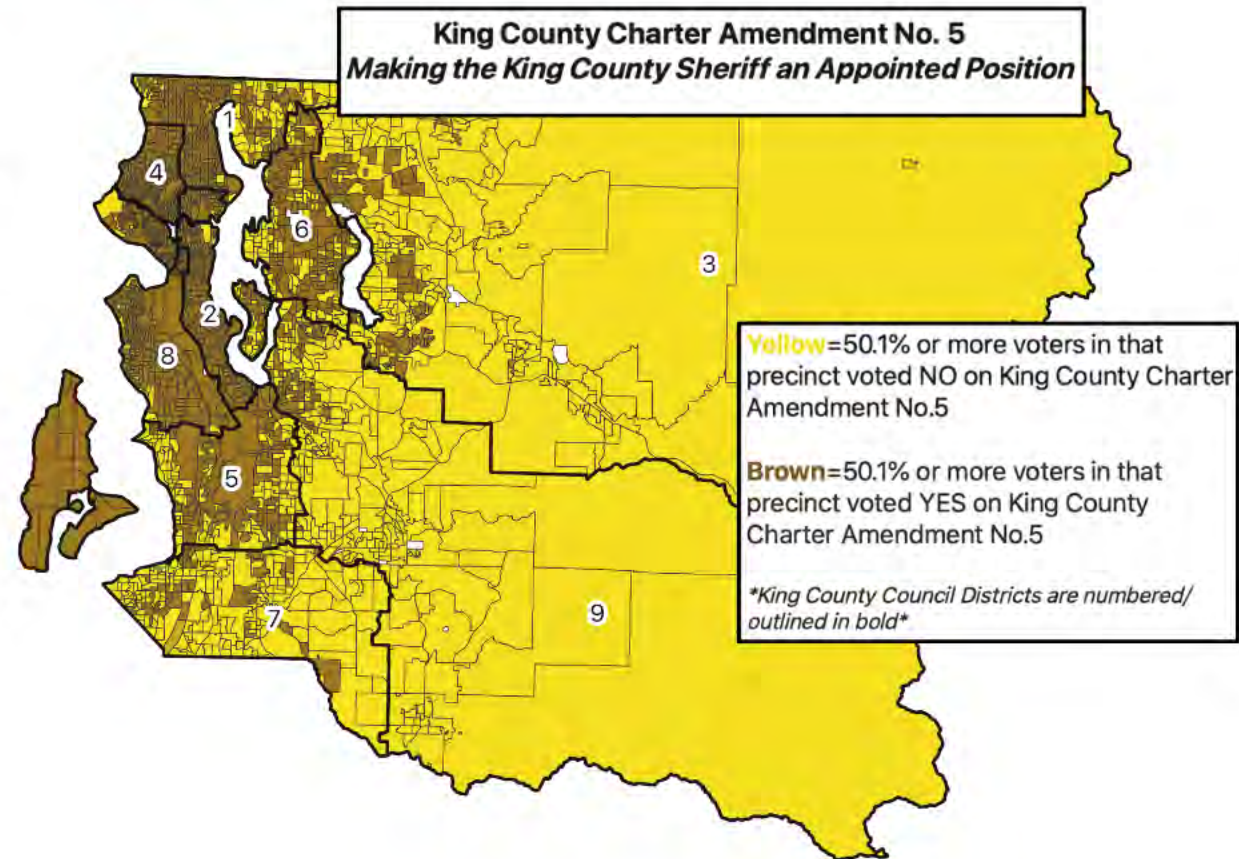 King County Charter Amendment No. 5
Making the King County Sheriff an Appointed Position
1
4
6
3
2
8
5
7
9
Yellow=50.1% or more voters in that
precinct voted NO on King County Charter
Amendment No.5
Brown=50.1% or more voters in that
precinct voted YES on King County
Charter Amendment No.5
*King County Council Districts are numbered/
outlined in bold*